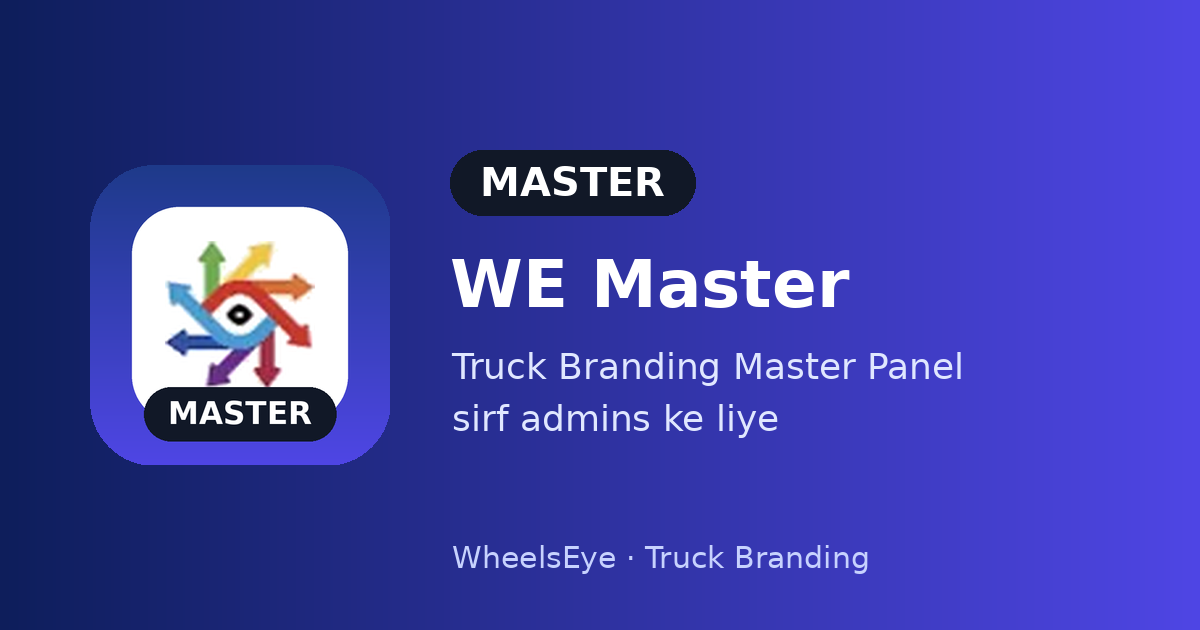 MASTER
MASTER
WE Master
Truck Branding Master Panel
sirf admins ke liye
WheelsEye · Truck Branding